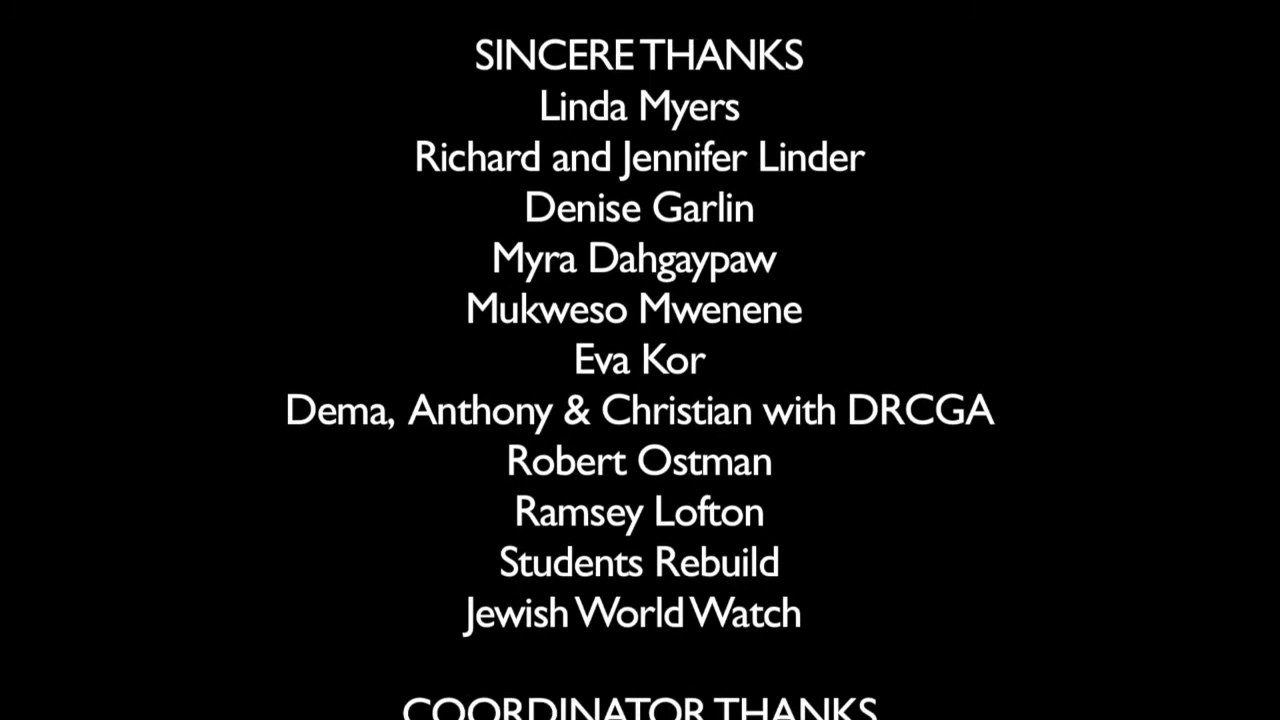 SINCERE THANKS
Linda Myers
Richard and Jennifer Linder
Denise Garlin
Myra Dahgaypaw
Mukweso Mwenene
Eva Kor
Dema, Anthony & Christian with DRCGA
Robert Ostman
Ramsey Lofton
Students Rebuild
Jewish World Watch
COORDINATOR THANKS